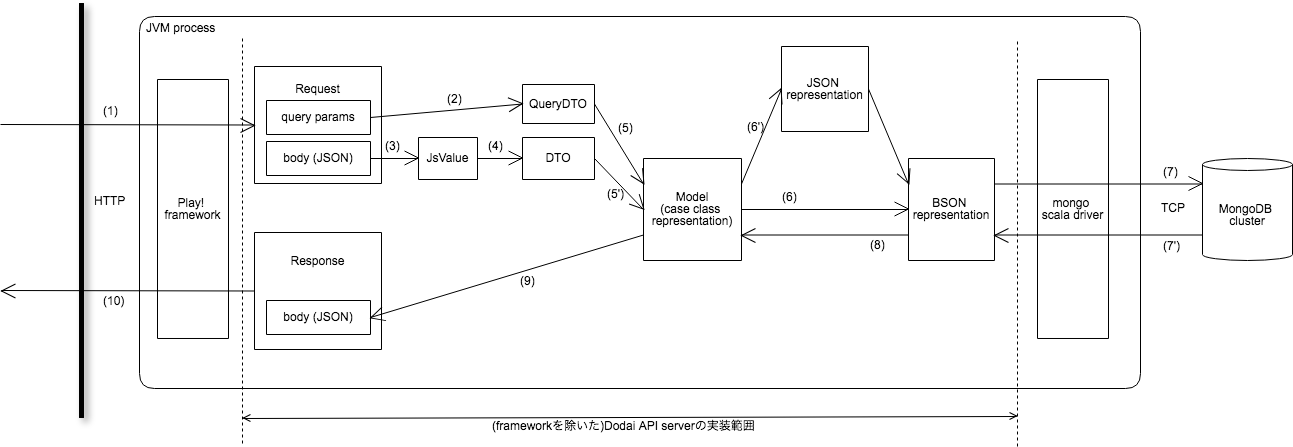 JVM process
(1)
HTTP
(10)
Play!
framework
Request
query params
body (JSON)
(2)
(3)
JsValue
(4)
QueryDTO
DTO
(5)
(5')
Model
(case class
representation)
(6')
JSON
representation
(6)
(8)
BSON
representation
(9)
Response
body (JSON)
mongo
scala driver
(7)
TCP
(7')
MongoDB
cluster
(frameworkを除いた)Dodai API serverの実装範囲